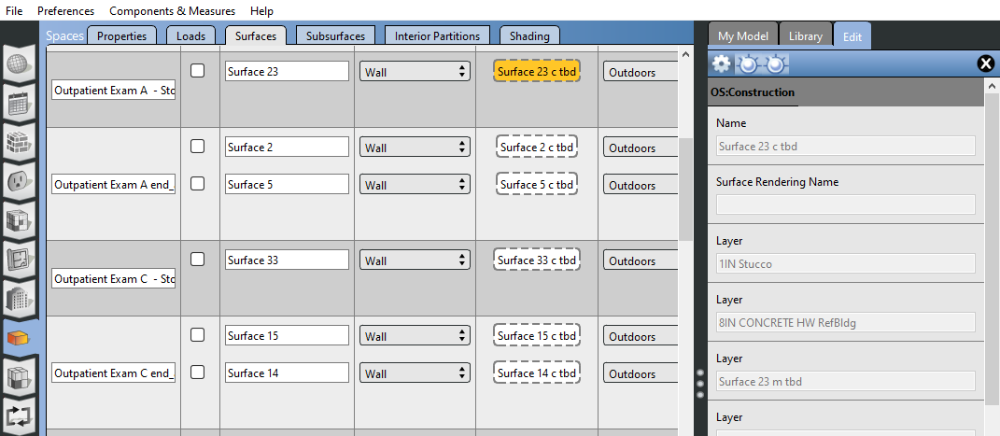 File Preferences Components & Measures Help
Spaces Properties Loads Surfaces Subsurfaces Interior Partitions Shading
My Model Library Edit
Surface 23 Wall Surface 23 c tbd Outdoors
Outpatient Exam A - Sto
Surface 2 Wall Surface 2 c tbd Outdoors
Outpatient Exam A end_ Surface 5 Wall Surface 5 c tbd Outdoors
Surface 33 Wall Surface 33 c tbd Outdoors
Outpatient Exam C - Sto
Surface 15 Wall Surface 15 c tbd Outdoors
Outpatient Exam C end_ Surface 14 Wall Surface 14 c tbd Outdoors
OS:Construction
Name
Surface 23 c tbd
Surface Rendering Name
Layer
1IN Stucco
Layer
8IN CONCRETE HW RefBldg
Layer
Surface 23 m tbd
Layer